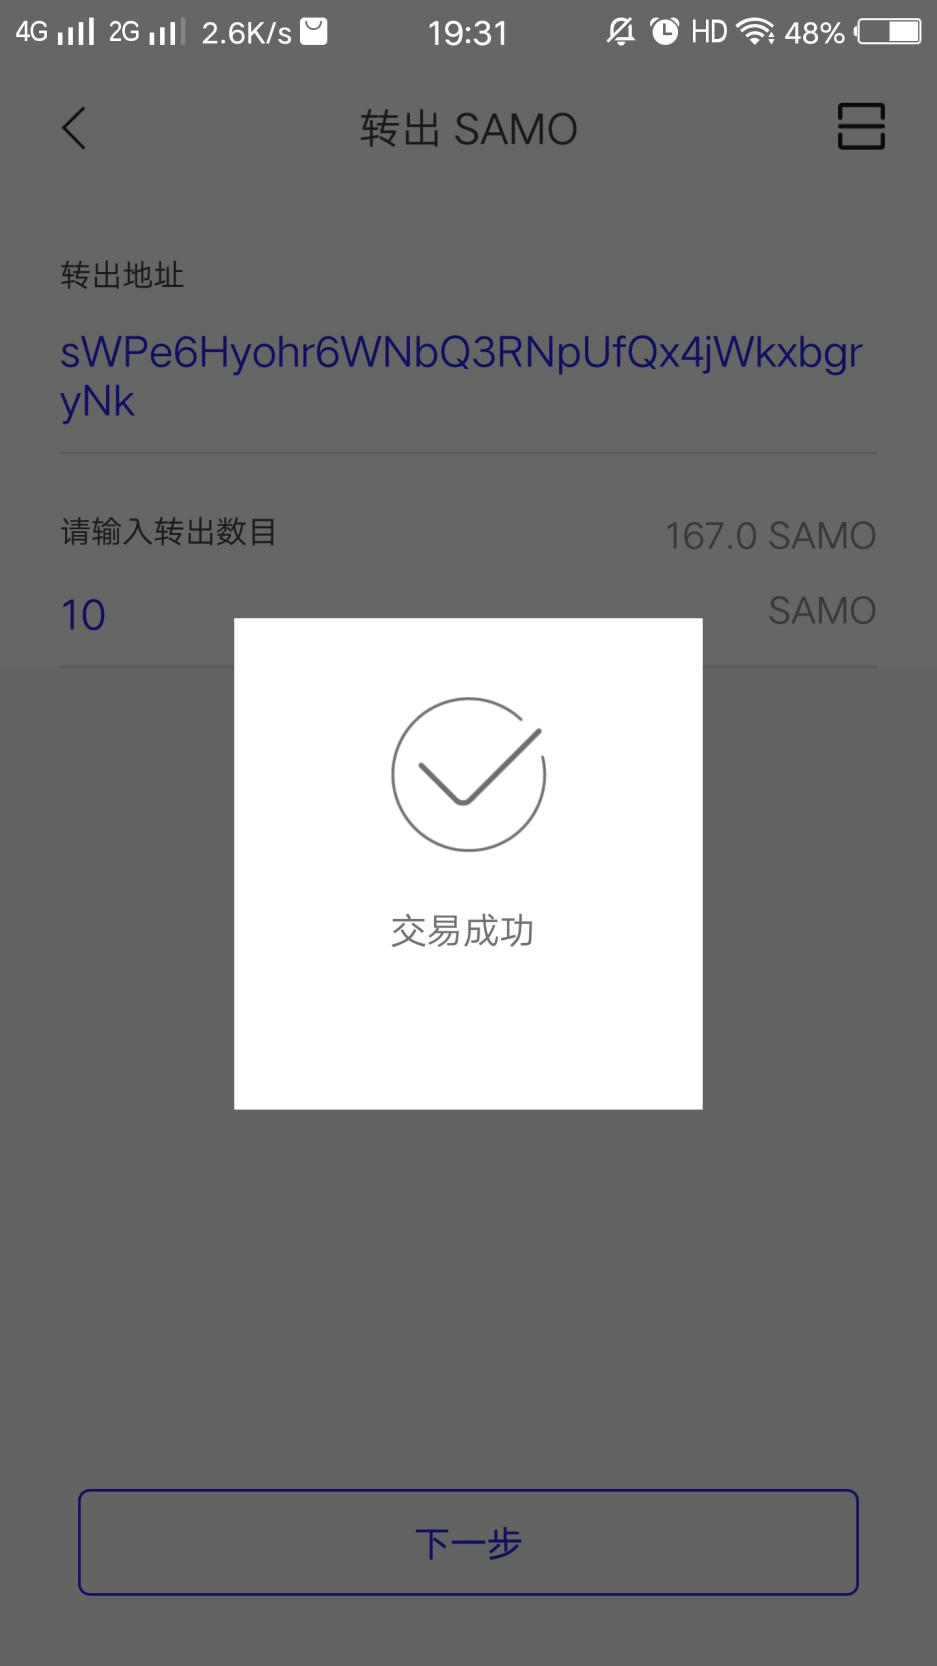 4G 2G 2.6K/s 19:31 HD 48%
转出 SAMO
转出地址
sWPe6Hyohr6WNbQ3RNpUfQx4jWkxbgr
yNk
请输入转出数目 167.0 SAMO
10 SAMO
交易成功
下一步